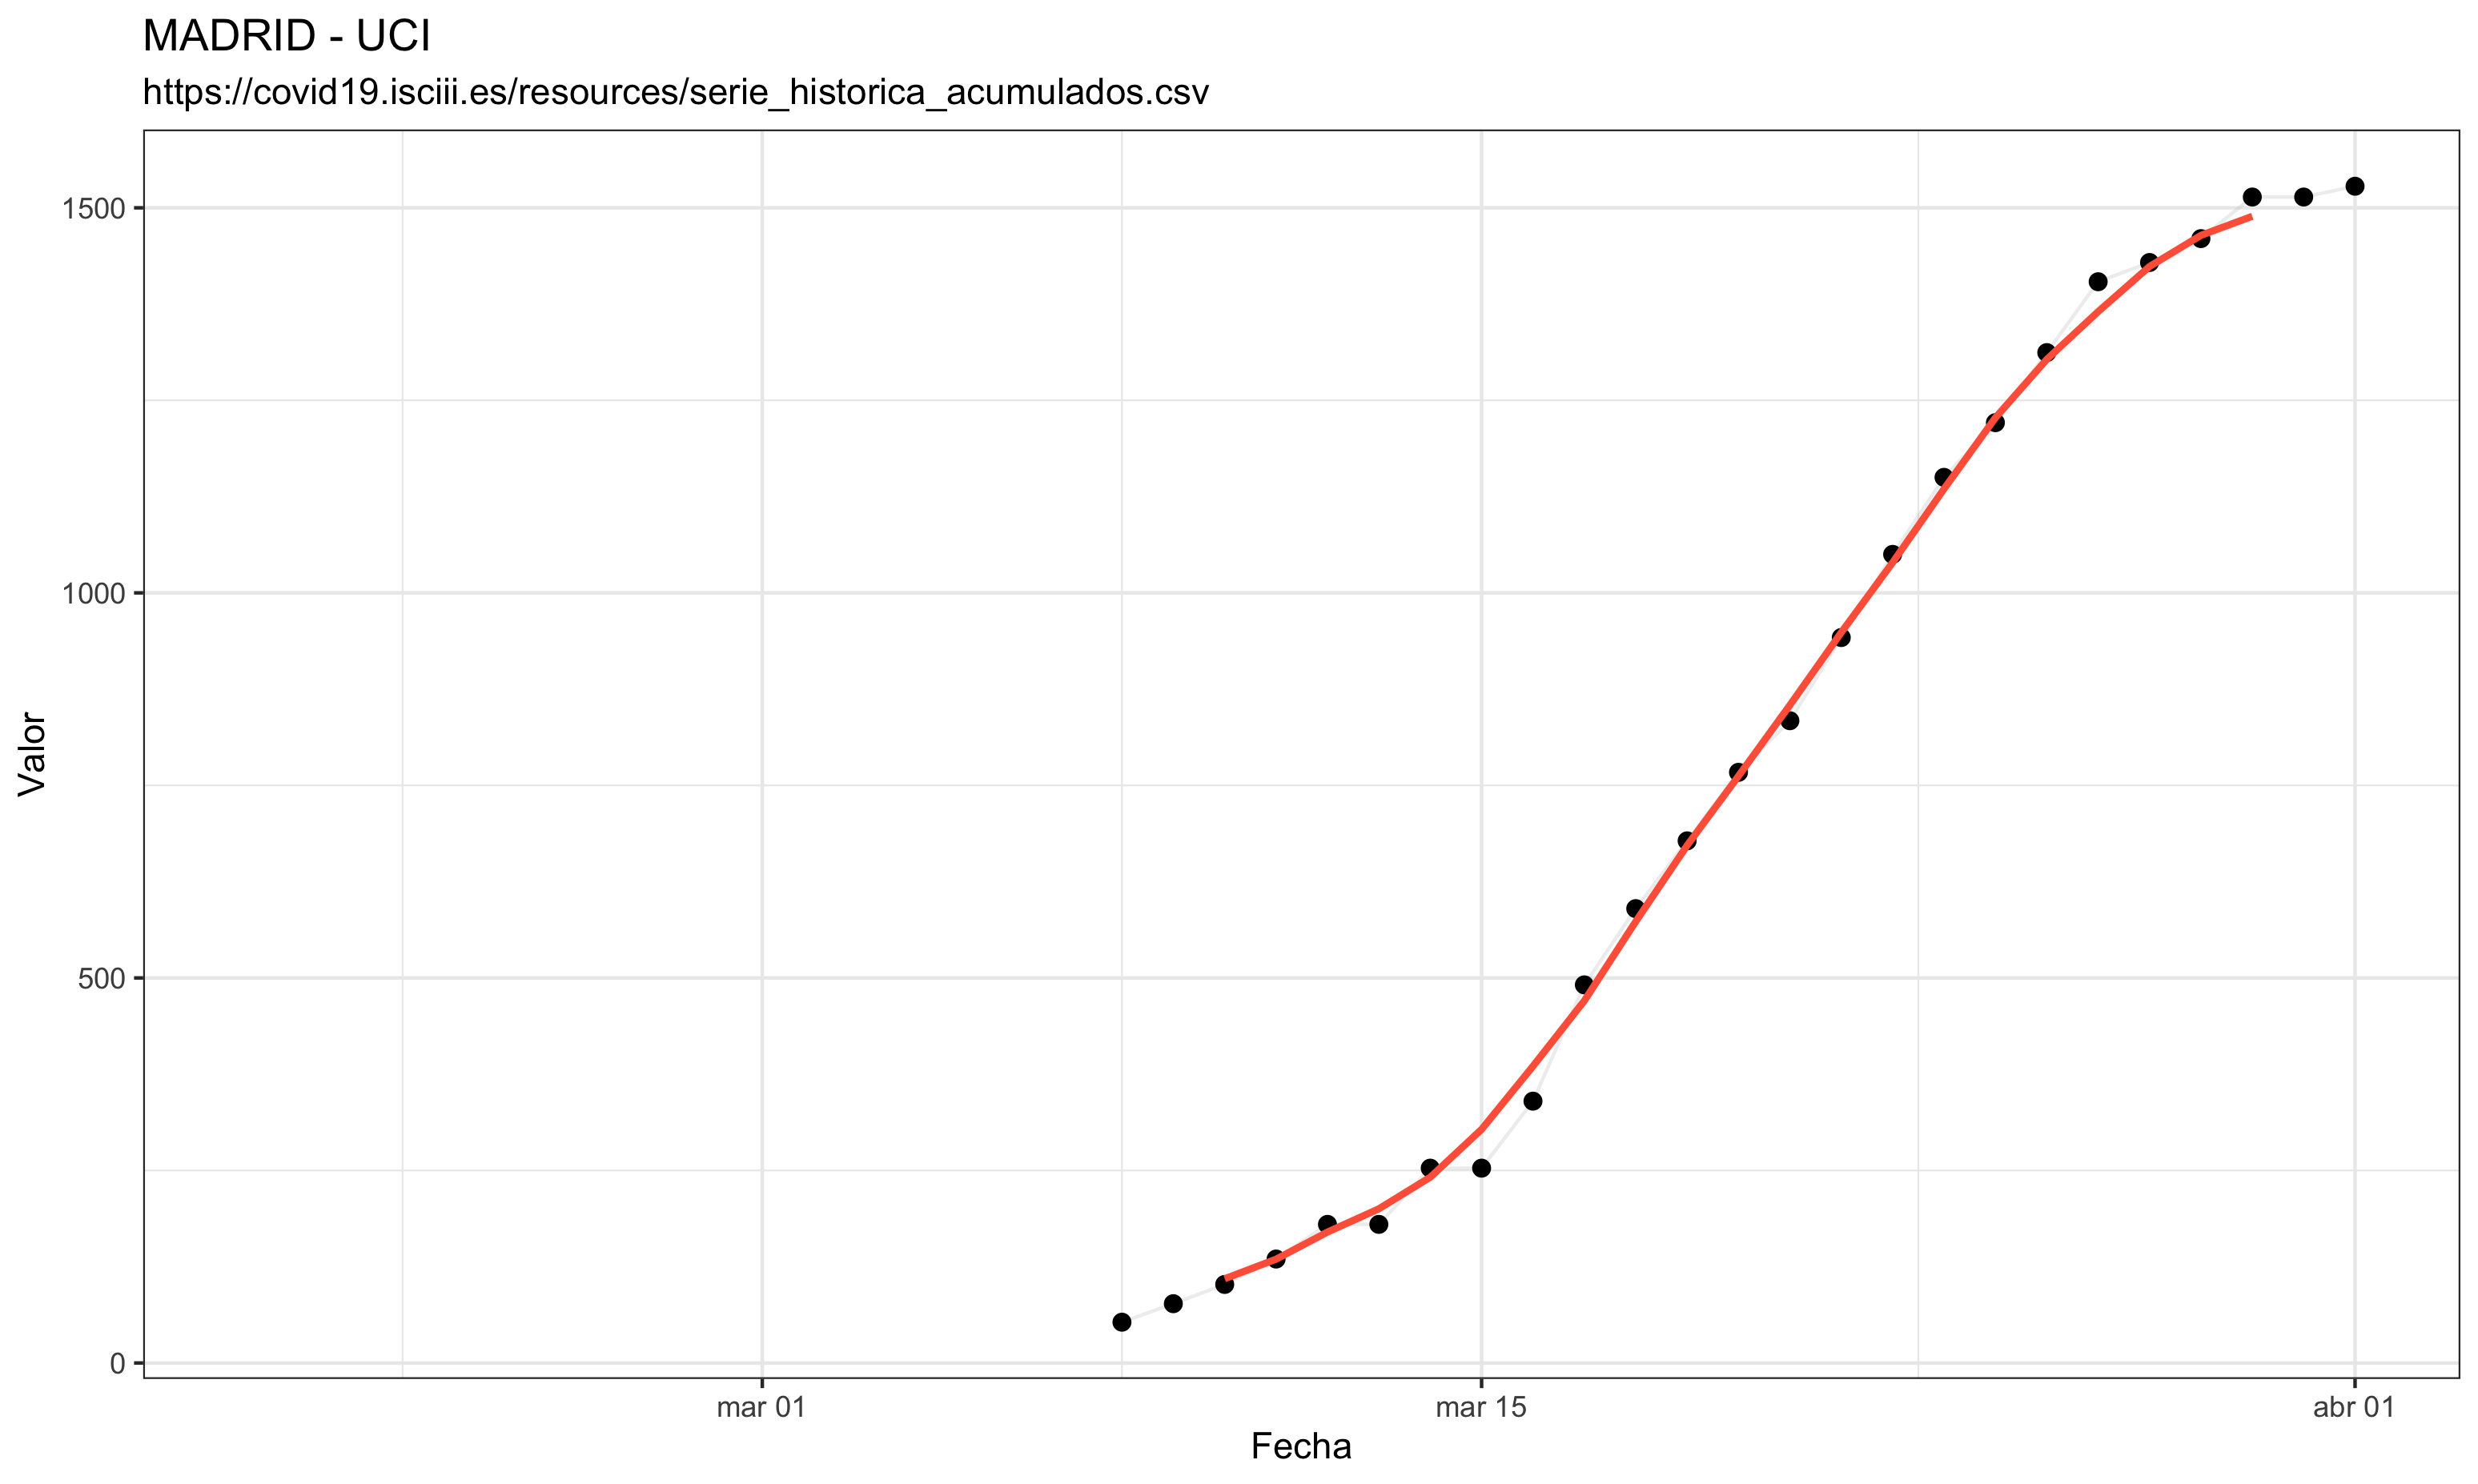 MADRID - UCI
https://covid19.isciii.es/resources/serie_historica_acumulados.csv
1500
1000
500
0
Valor
mar 01
mar 15
abr 01
Fecha